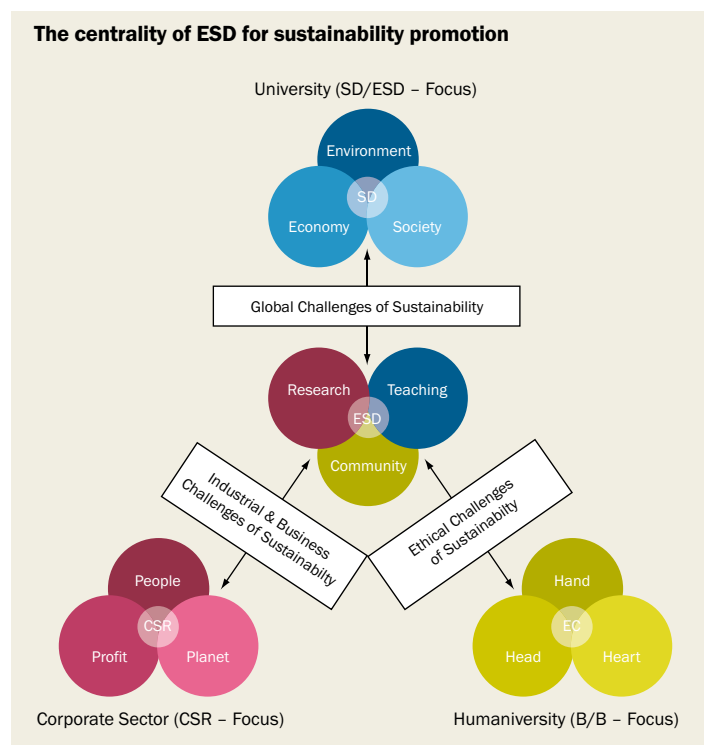 The centrality of ESD for sustainability promotion
University (SD/ESD – Focus)
Environment
SD
Economy
Society
Global Challenges of Sustainability
Research
Teaching
ESD
Community
Industrial & Business
Challenges of Sustainabilty
Ethical Challenges
of Sustainabilty
People
CSR
Profit
Planet
Hand
EC
Head
Heart
Corporate Sector (CSR – Focus)
Humaniversity (B/B – Focus)